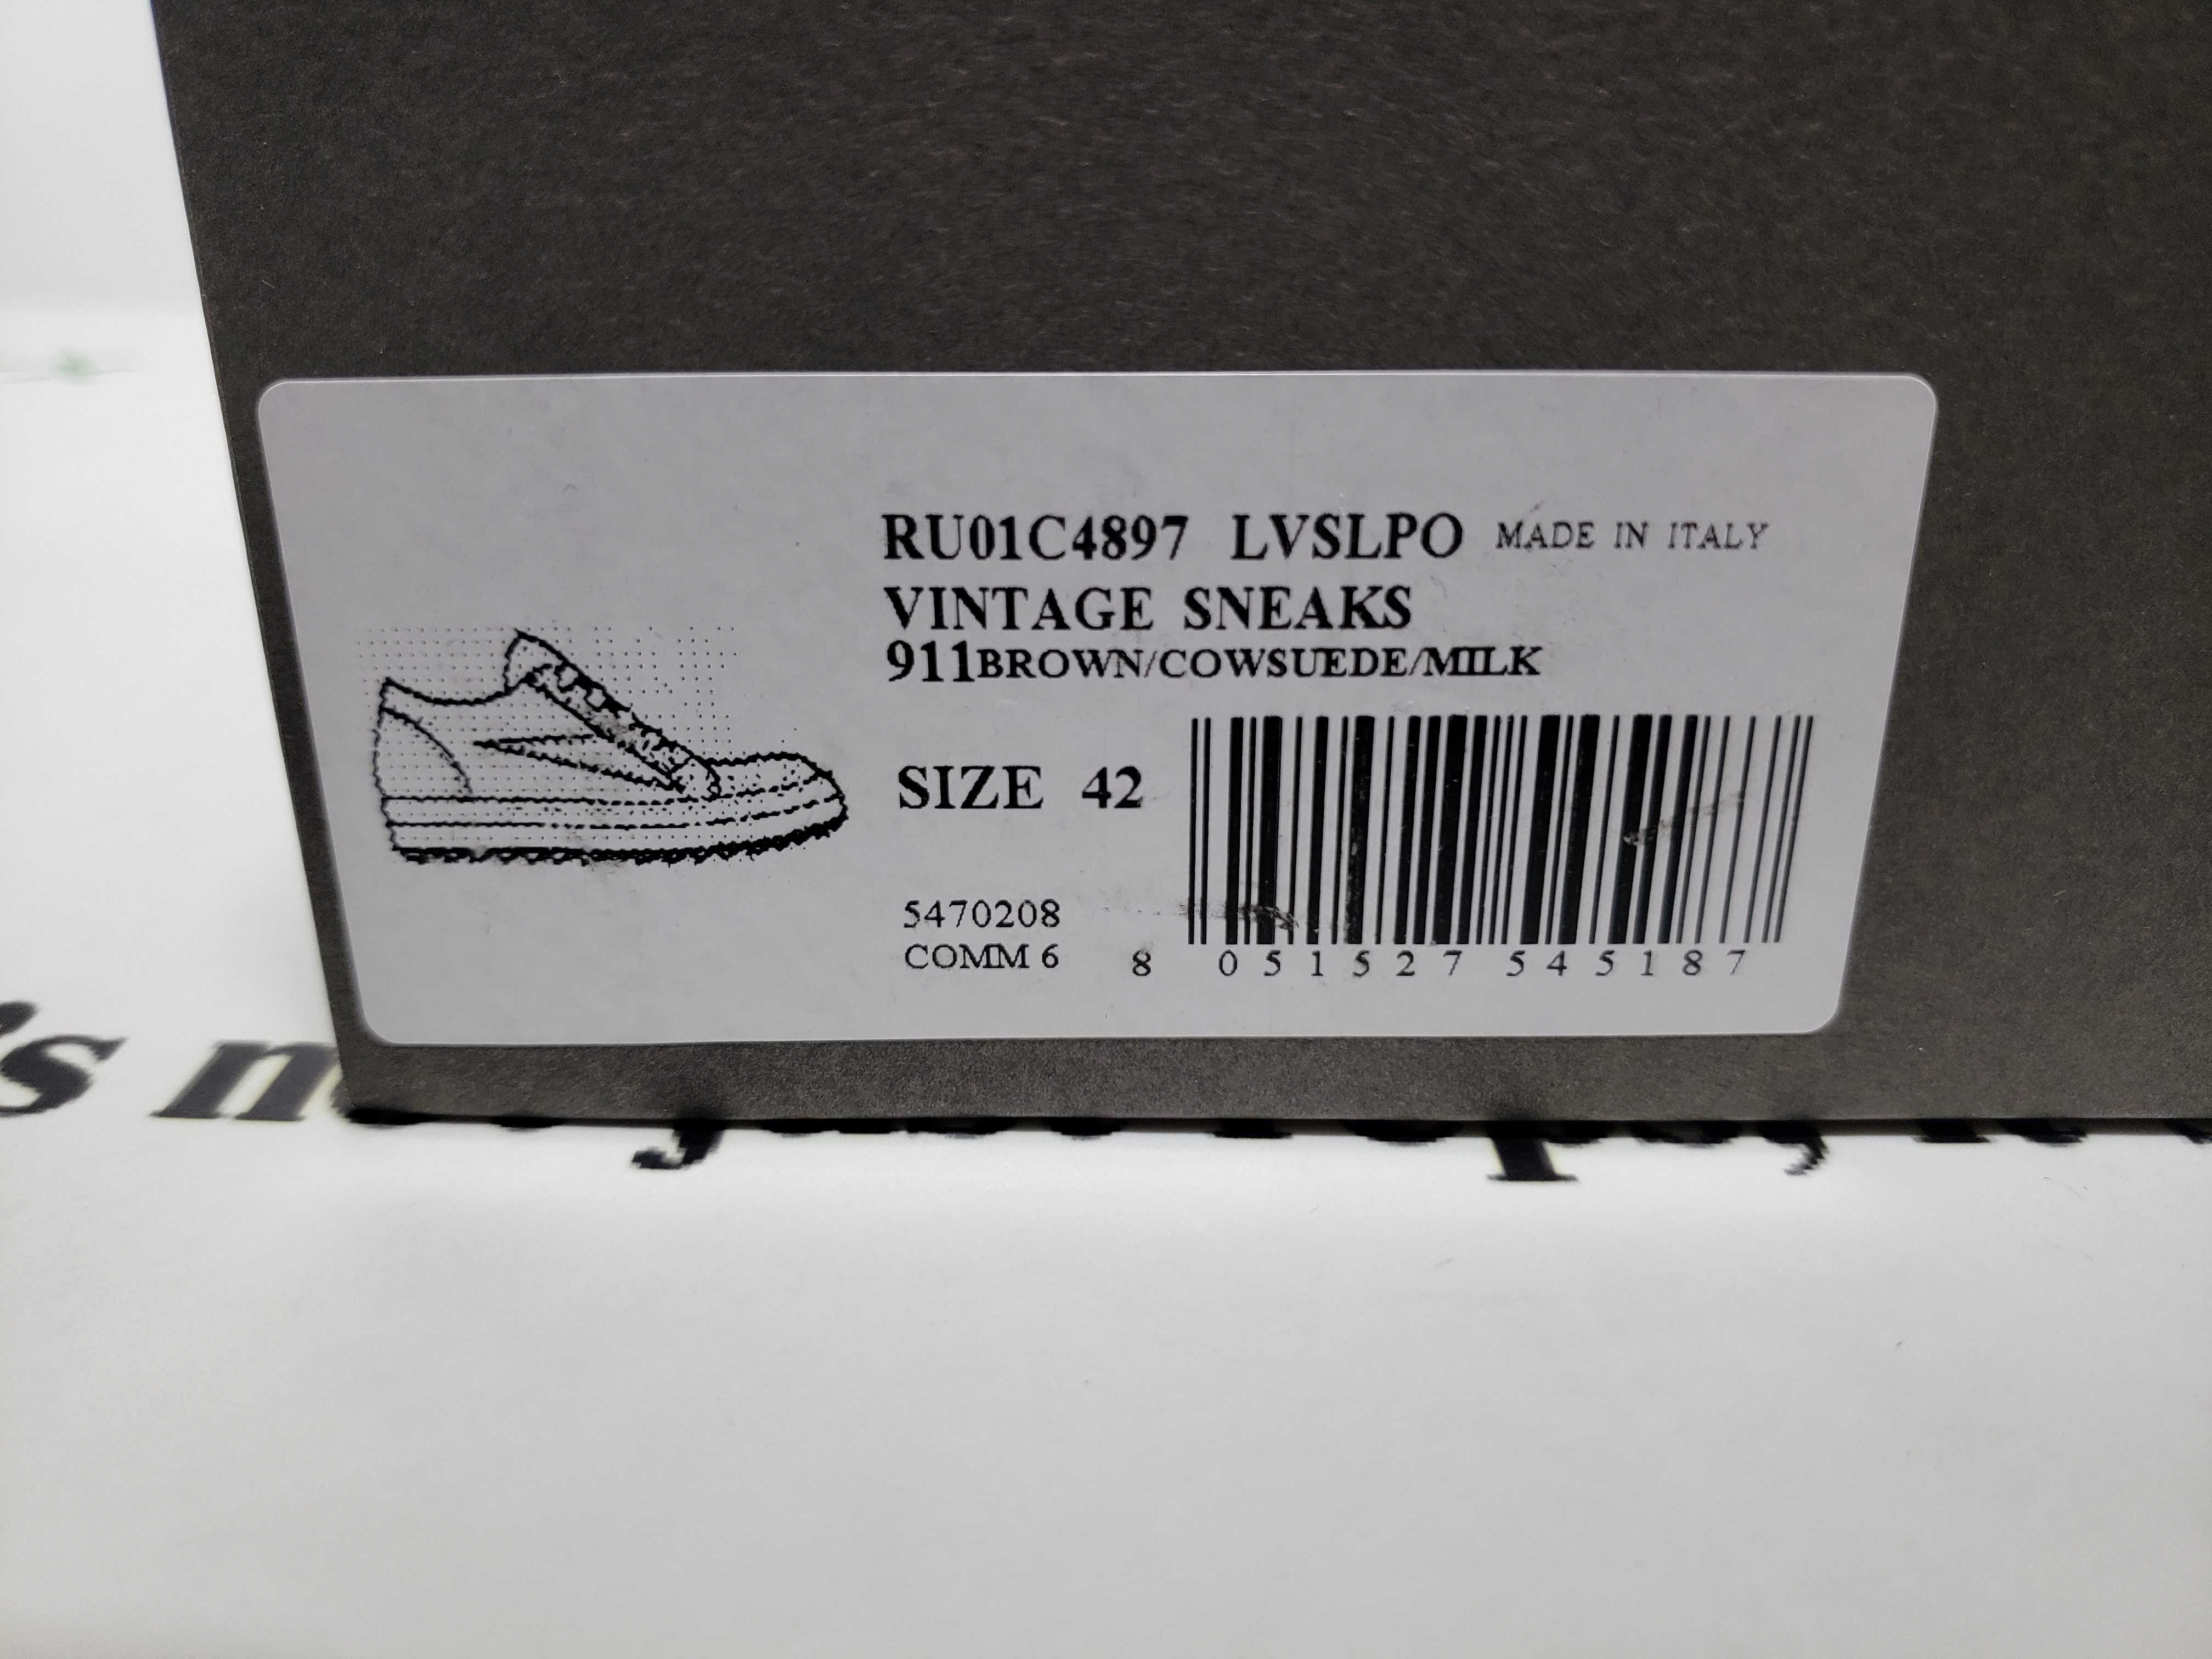 RU01C4897 LVSLPO MADE IN ITALY
VINTAGE SNEAKS
911BROWN/COWSUEDE/MILK
SIZE 42
5470208
COMM 6
8 051527 545187
's n